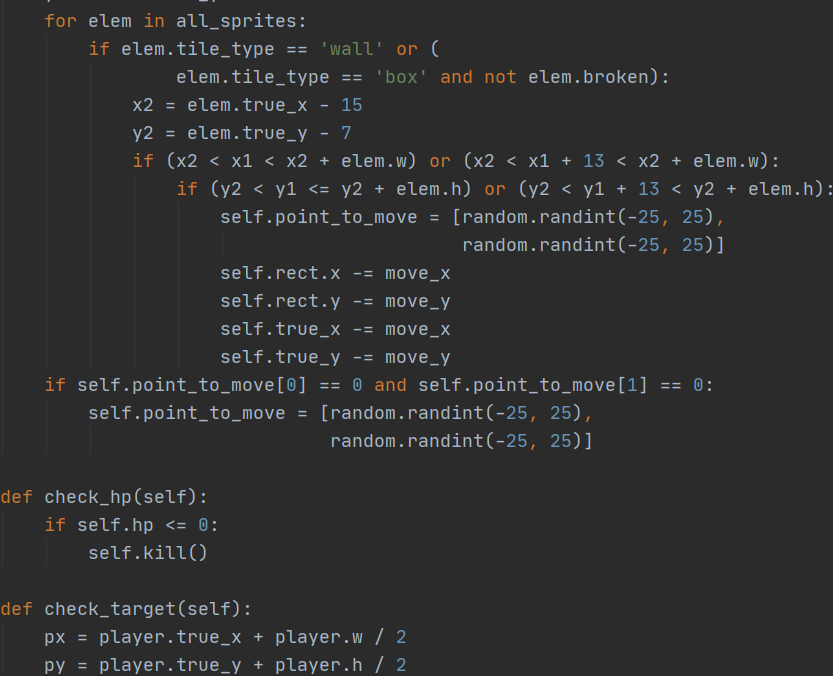 for elem in all_sprites:
    if elem.tile_type == 'wall' or (
            elem.tile_type == 'box' and not elem.broken):
        x2 = elem.true_x - 15
        y2 = elem.true_y - 7
        if (x2 < x1 < x2 + elem.w) or (x2 < x1 + 13 < x2 + elem.w):
            if (y2 < y1 <= y2 + elem.h) or (y2 < y1 + 13 < y2 + elem.h):
                self.point_to_move = [random.randint(-25, 25),
                                      random.randint(-25, 25)]
                self.rect.x -= move_x
                self.rect.y -= move_y
                self.true_x -= move_x
                self.true_y -= move_y
if self.point_to_move[0] == 0 and self.point_to_move[1] == 0:
    self.point_to_move = [random.randint(-25, 25),
                          random.randint(-25, 25)]
def check_hp(self):
    if self.hp <= 0:
        self.kill()
def check_target(self):
    px = player.true_x + player.w / 2
    py = player.true_y + player.h / 2